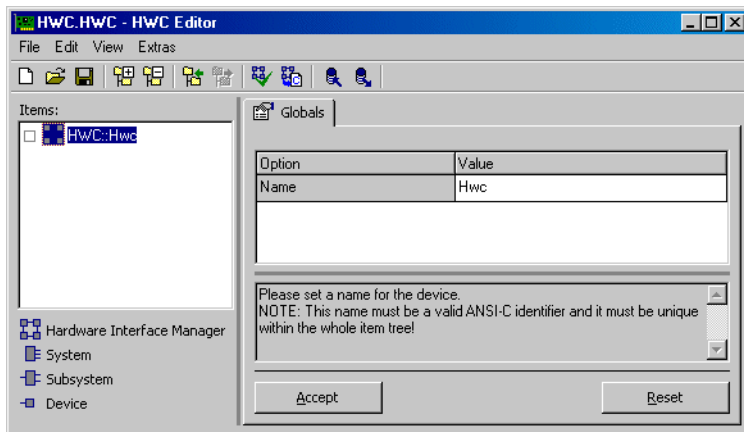 HWC.HWC - HWC Editor
File Edit View Extras
Items:
HWC::Hwc
Hardware Interface Manager
System
Subsystem
Device
Globals
Option Value
Name Hwc
Please set a name for the device.
NOTE: This name must be a valid ANSI-C identifier and it must be unique
within the whole item tree!
Accept Reset